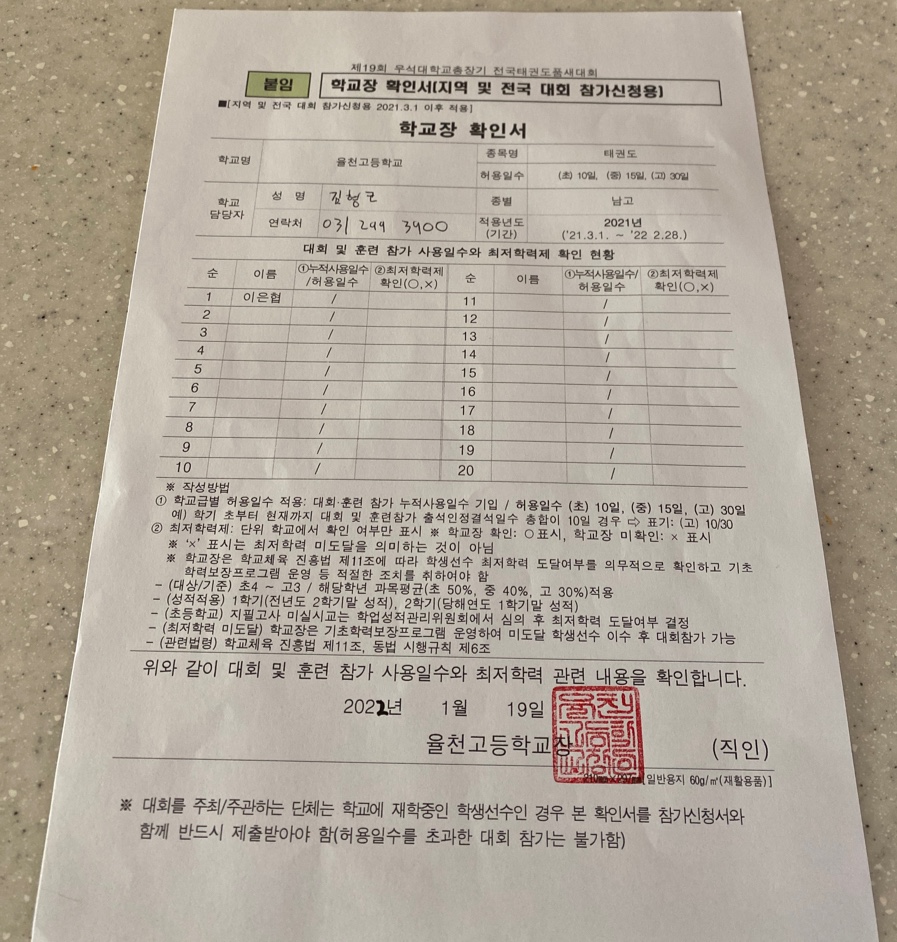 제19회 우석대학교총장기 전국태권도품새대회
붙임 학교장 확인서(지역 및 전국 대회 참가신청용)
■[지역 및 전국 대회 참가신청용 2021.3.1 이후 적용]
학교장 확인서
학교명 율천고등학교 종목명 태권도
허용일수 (초) 10일, (중) 15일, (고) 30일
학교 담당자 성 명 김형근 종별 남고
연락처 031 299 3900 적용년도 (기간) 2021년 ('21.3.1. ~ '22 2.28.)
대회 및 훈련 참가 사용일수와 최저학력제 확인 현황
순 이름 ①누적사용일수/허용일수 ②최저학력제 확인(○,×) 순 이름 ①누적사용일수/허용일수 ②최저학력제 확인(○,×)
1 이은협 / 11 /
2 / 12 /
3 / 13 /
4 / 14 /
5 / 15 /
6 / 16 /
7 / 17 /
8 / 18 /
9 / 19 /
10 / 20 /
※ 작성방법
① 학교급별 허용일수 적용: 대회·훈련 참가 누적사용일수 기입 / 허용일수 (초) 10일, (중) 15일, (고) 30일
예) 학기 초부터 현재까지 대회 및 훈련참가 출석인정결석일수 총합이 10일 경우 ⇨ 표기: (고) 10/30
② 최저학력제: 단위 학교에서 확인 여부만 표시 ※ 학교장 확인: ○표시, 학교장 미확인: × 표시
※ '×' 표시는 최저학력 미도달을 의미하는 것이 아님
※ 학교장은 학교체육 진흥법 제11조에 따라 학생선수 최저학력 도달여부를 의무적으로 확인하고 기초
학력보장프로그램 운영 등 적절한 조치를 취하여야 함
- (대상/기준) 초4 ~ 고3 / 해당학년 과목평균(초 50%, 중 40%, 고 30%)적용
- (성적적용) 1학기(전년도 2학기말 성적), 2학기(당해연도 1학기말 성적)
- (초등학교) 지필고사 미실시교는 학업성적관리위원회에서 심의 후 최저학력 도달여부 결정
- (최저학력 미도달) 학교장은 기초학력보장프로그램 운영하여 미도달 학생선수 이수 후 대회참가 가능
- (관련법령) 학교체육 진흥법 제11조, 동법 시행규칙 제6조
위와 같이 대회 및 훈련 참가 사용일수와 최저학력 관련 내용을 확인합니다.
2022년 1월 19일
율천고등학교장 (직인)
210㎜×297㎜[일반용지 60g/㎡(재활용품)]
※ 대회를 주최/주관하는 단체는 학교에 재학중인 학생선수인 경우 본 확인서를 참가신청서와
함께 반드시 제출받아야 함(허용일수를 초과한 대회 참가는 불가함)